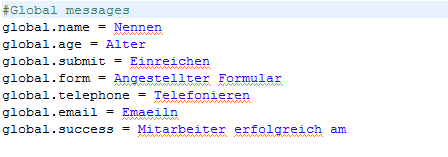 #Global messages
global.name = Nennen
global.age = Alter
global.submit = Einreichen
global.form = Angestellter Formular
global.telephone = Telefonieren
global.email = Emaeiln
global.success = Mitarbeiter erfolgreich am